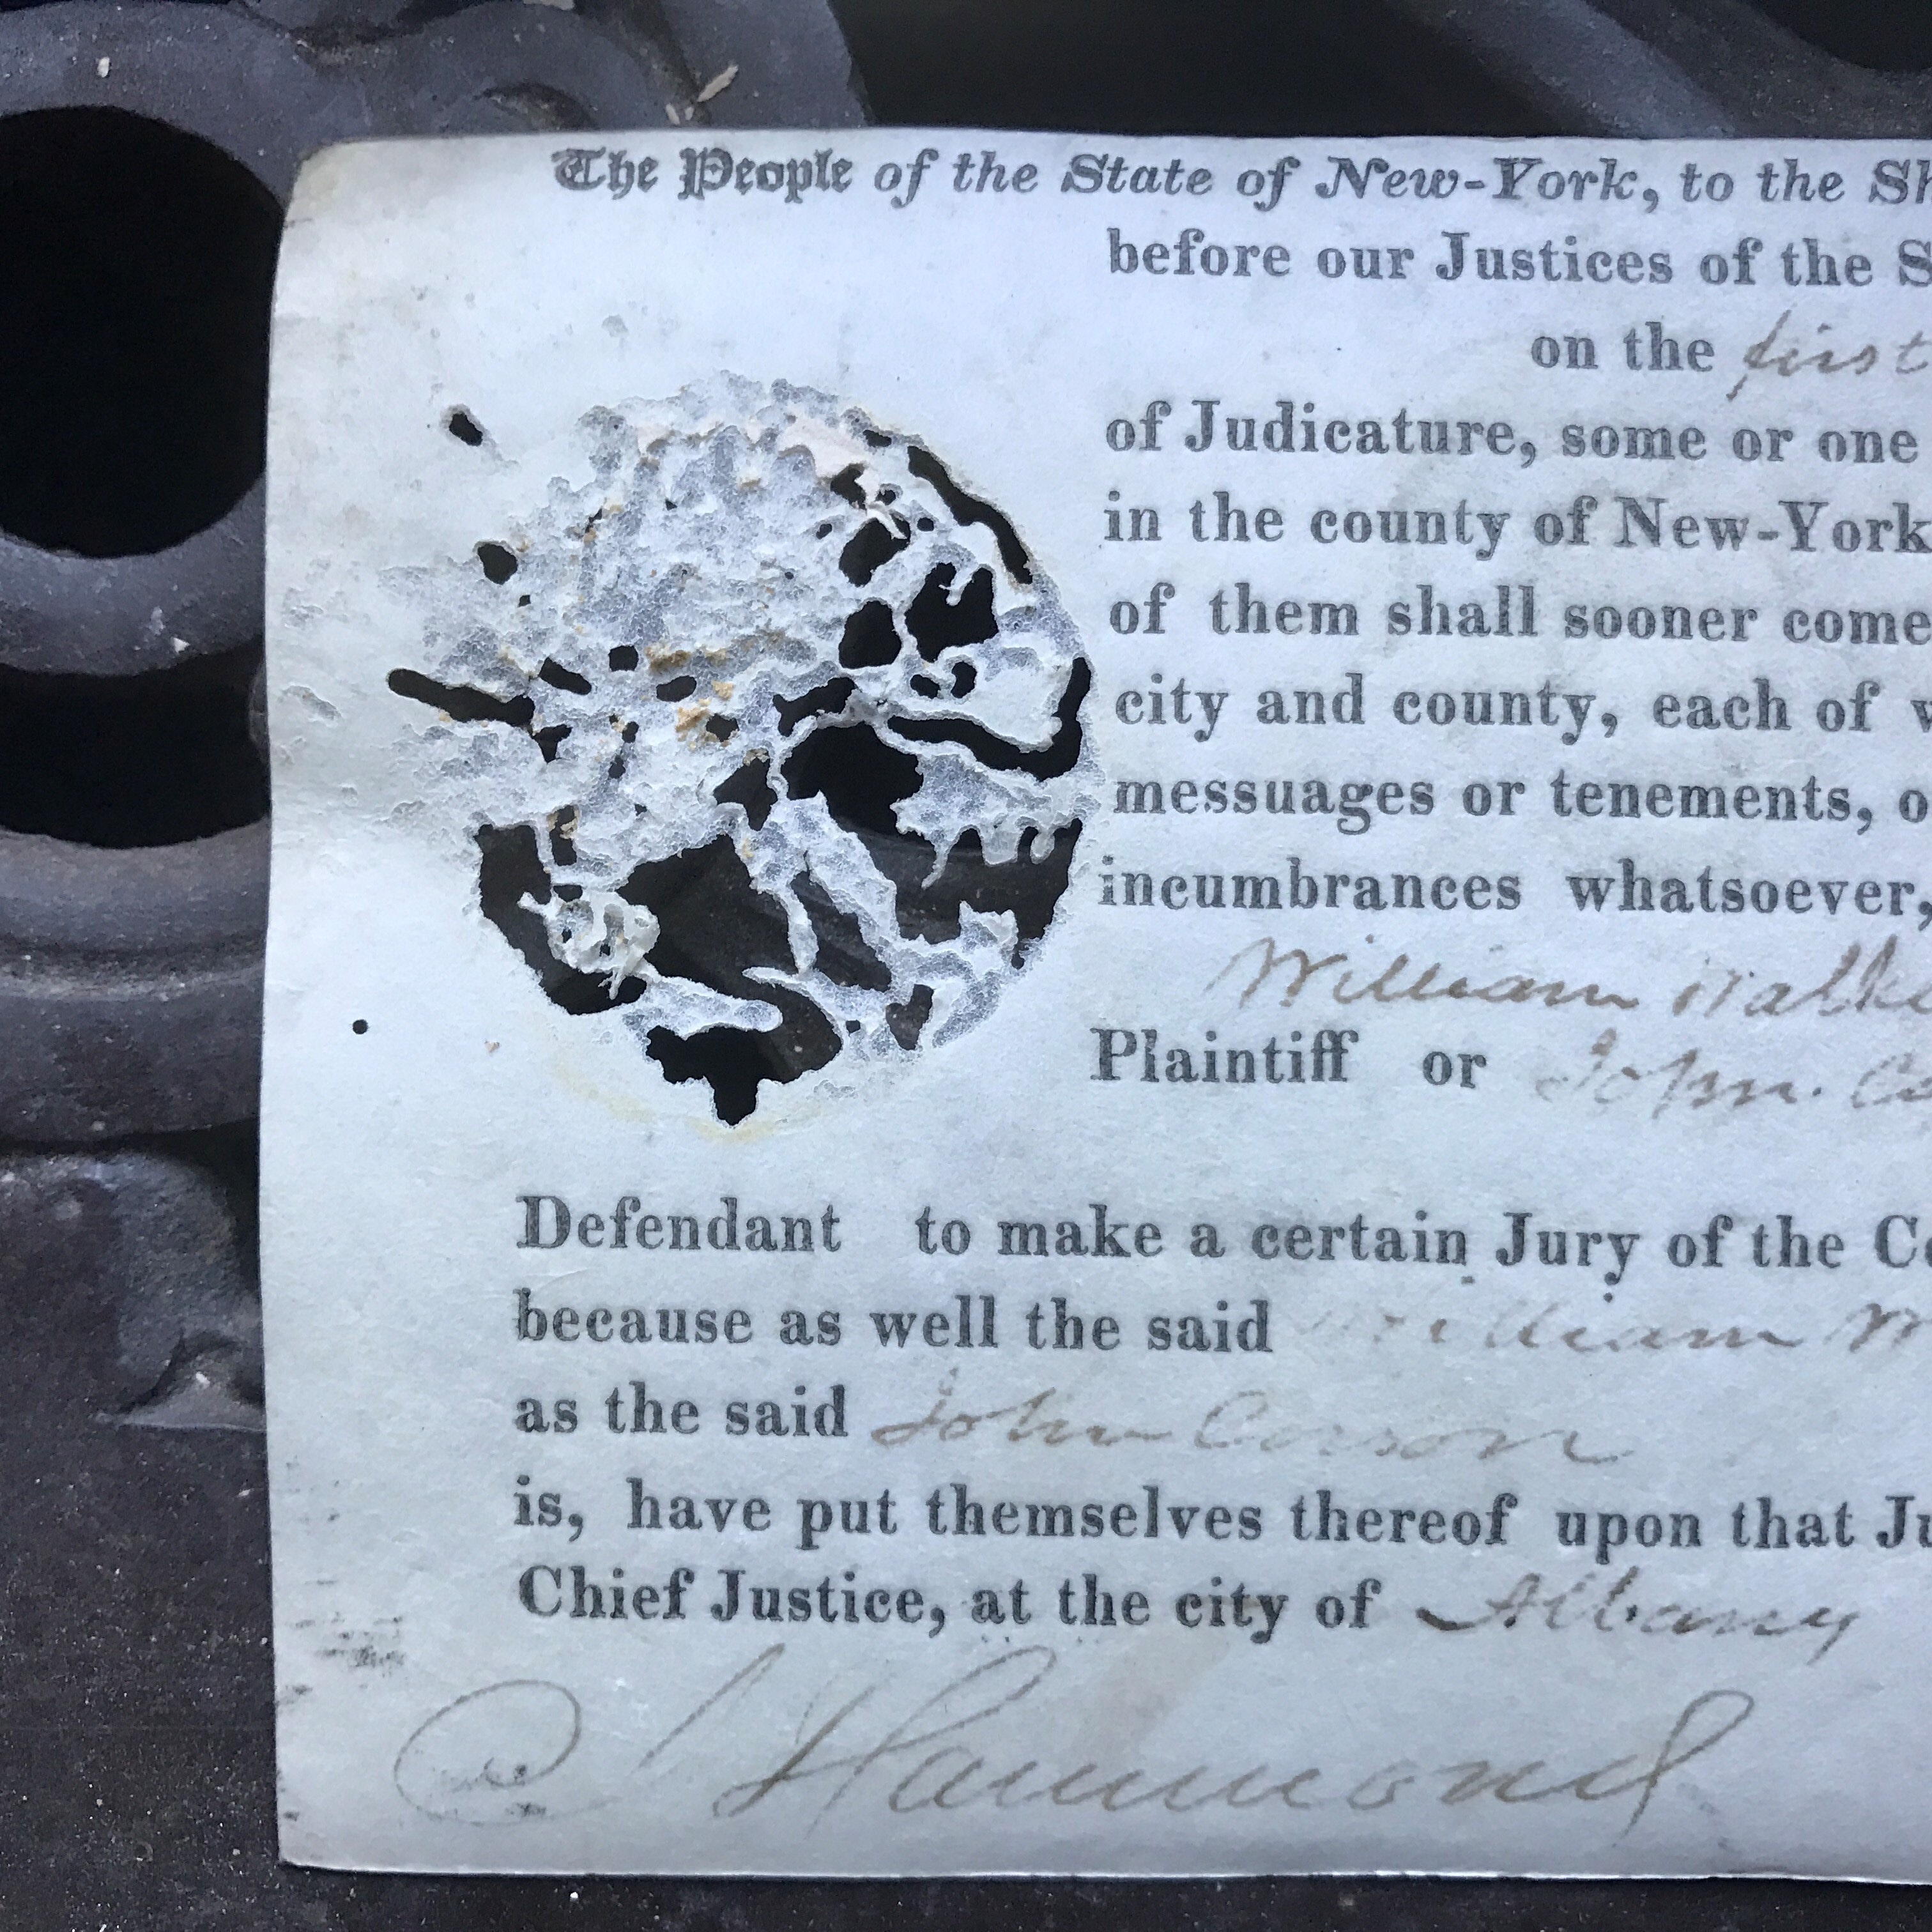 The People of the State of New-York, to the Sh
before our Justices of the S
on the first
of Judicature, some or one
in the county of New-York
of them shall sooner come
city and county, each of w
messuages or tenements, o
incumbrances whatsoever,
William Walke
Plaintiff or John. C
Defendant to make a certain Jury of the Co
because as well the said William
as the said John Corson
is, have put themselves thereof upon that Ju
Chief Justice, at the city of Albany
Hammond